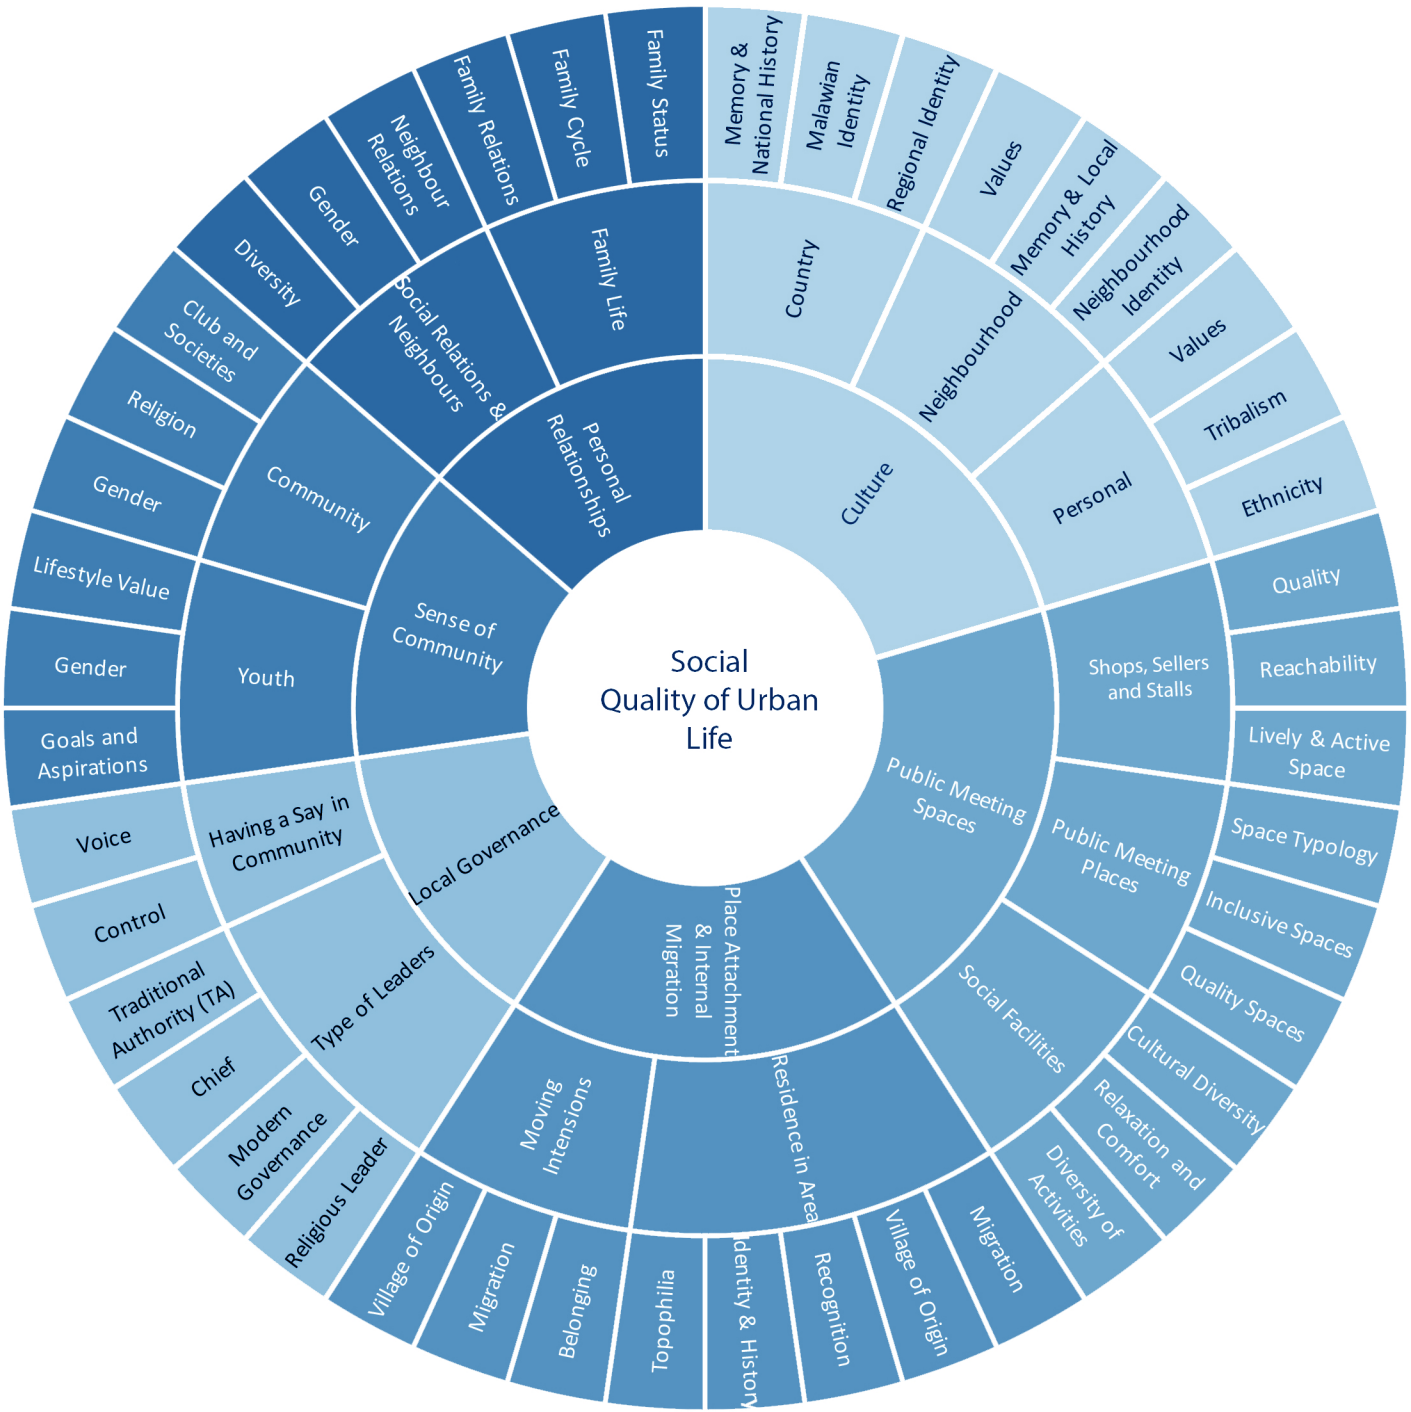 Social
Quality of Urban
Life
Culture
Country
Memory &
National History
Malawian
Identity
Regional Identity
Neighbourhood
Values
Memory & Local
History
Neighbourhood
Identity
Personal
Values
Tribalism
Ethnicity
Public Meeting
Spaces
Shops, Sellers
and Stalls
Quality
Reachability
Lively & Active
Space
Public Meeting
Places
Space Typology
Inclusive Spaces
Quality Spaces
Social Facilities
Cultural Diversity
Relaxation and
Comfort
Diversity of
Activities
Place Attachment
& Internal
Migration
Residence in Area
Migration
Village of Origin
Recognition
Identity & History
Topophilia
Moving
Intensions
Belonging
Migration
Village of Origin
Local Governance
Type of Leaders
Religious Leader
Modern
Governance
Chief
Traditional
Authority (TA)
Having a Say in
Community
Control
Voice
Sense of
Community
Youth
Goals and
Aspirations
Gender
Lifestyle Value
Community
Gender
Religion
Club and
Societies
Personal
Relationships
Social Relations &
Neighbours
Diversity
Gender
Neighbour
Relations
Family Life
Family Relations
Family Cycle
Family Status